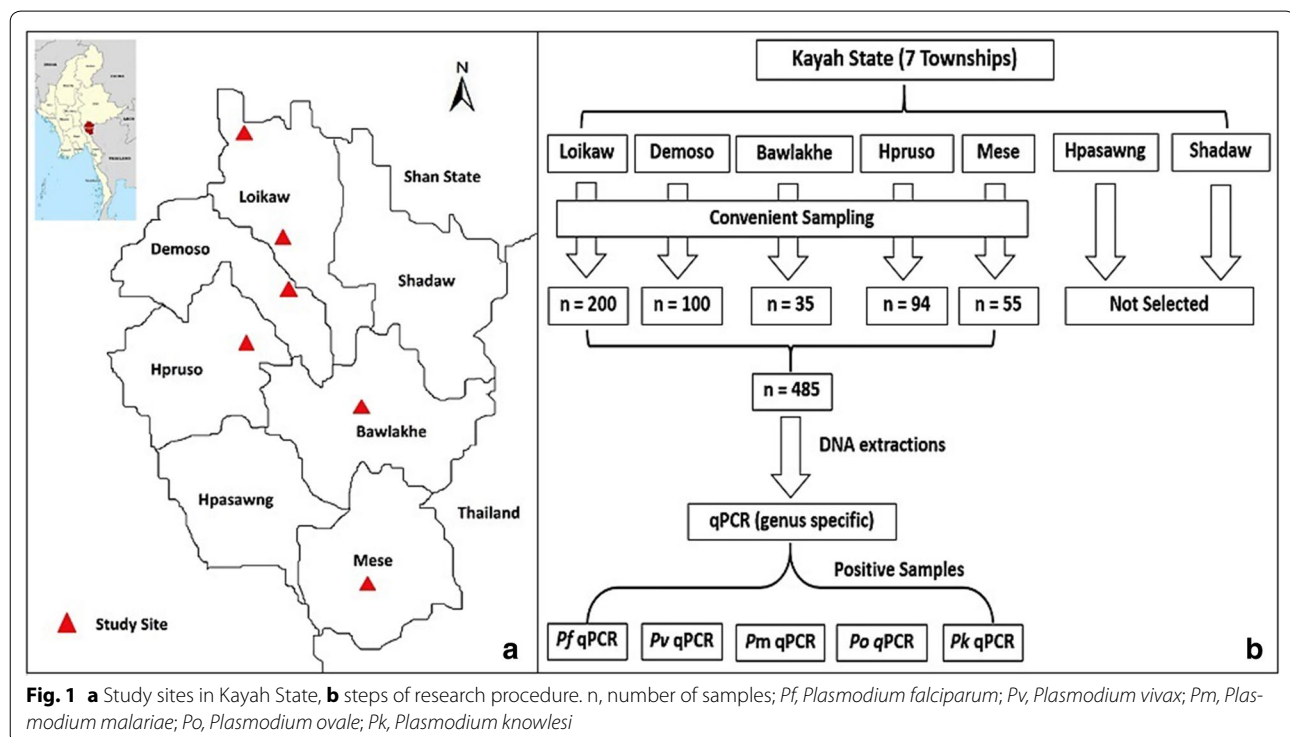 N
Shan State
Loikaw
Demoso
Shadaw
Hpruso
Bawlakhe
Hpasawng
Thailand
Mese
Study Site
a
Kayah State (7 Townships)
Loikaw Demoso Bawlakhe Hpruso Mese Hpasawng Shadaw
Convenient Sampling
n = 200 n = 100 n = 35 n = 94 n = 55 Not Selected
n = 485
DNA extractions
qPCR (genus specific)
Positive Samples
Pf qPCR Pv qPCR Pm qPCR Po qPCR Pk qPCR
b
Fig. 1 a Study sites in Kayah State, b steps of research procedure. n, number of samples; Pf, Plasmodium falciparum; Pv, Plasmodium vivax; Pm, Plas-
modium malariae; Po, Plasmodium ovale; Pk, Plasmodium knowlesi